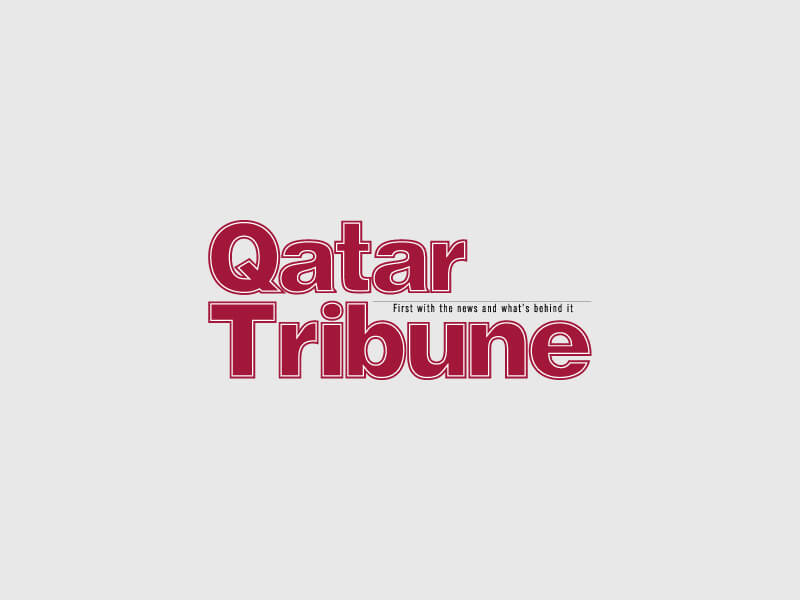 Qatar
First with the news and what's behind it
Tribune